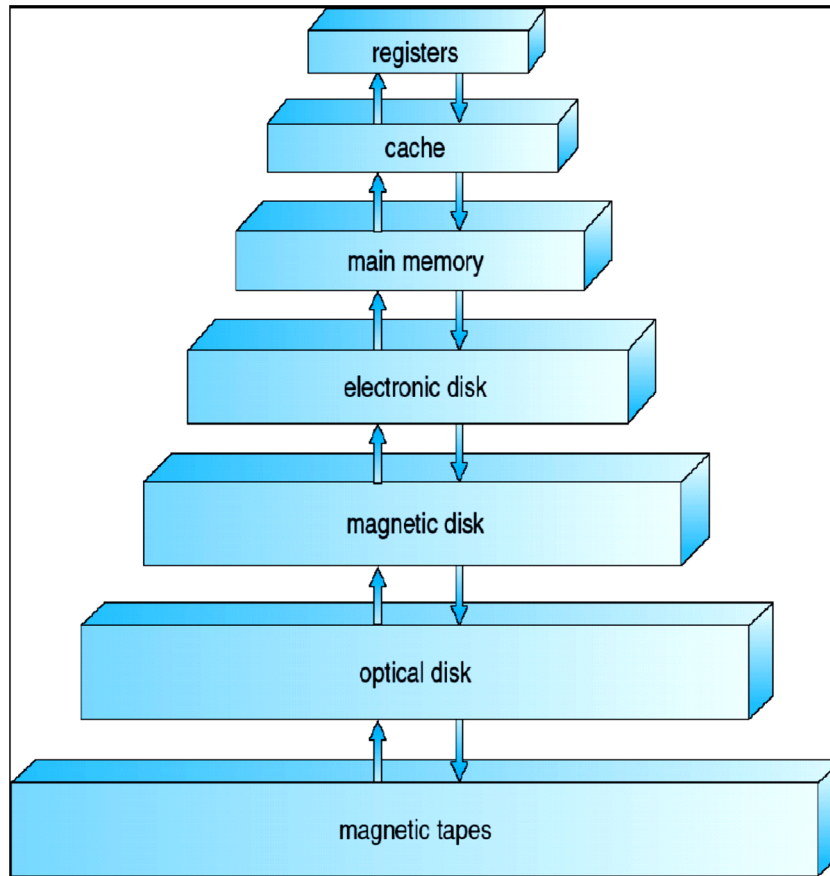 registers
cache
main memory
electronic disk
magnetic disk
optical disk
magnetic tapes